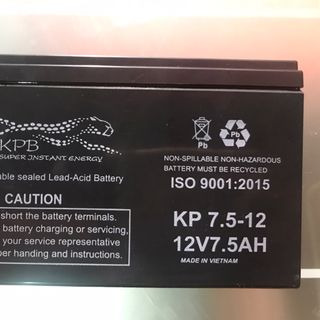 KPB
SUPER INSTANT ENERGY
able sealed Lead-Acid Battery
CAUTION
short the battery terminals.
battery charging or servicing,
your service representative
per handing and instructions.
Pb
Pb
NON-SPILLABLE NON-HAZARDOUS
BATTERY MUST BE RECYCLED
ISO 9001:2015
KP 7.5-12
12V7.5AH
MADE IN VIETNAM